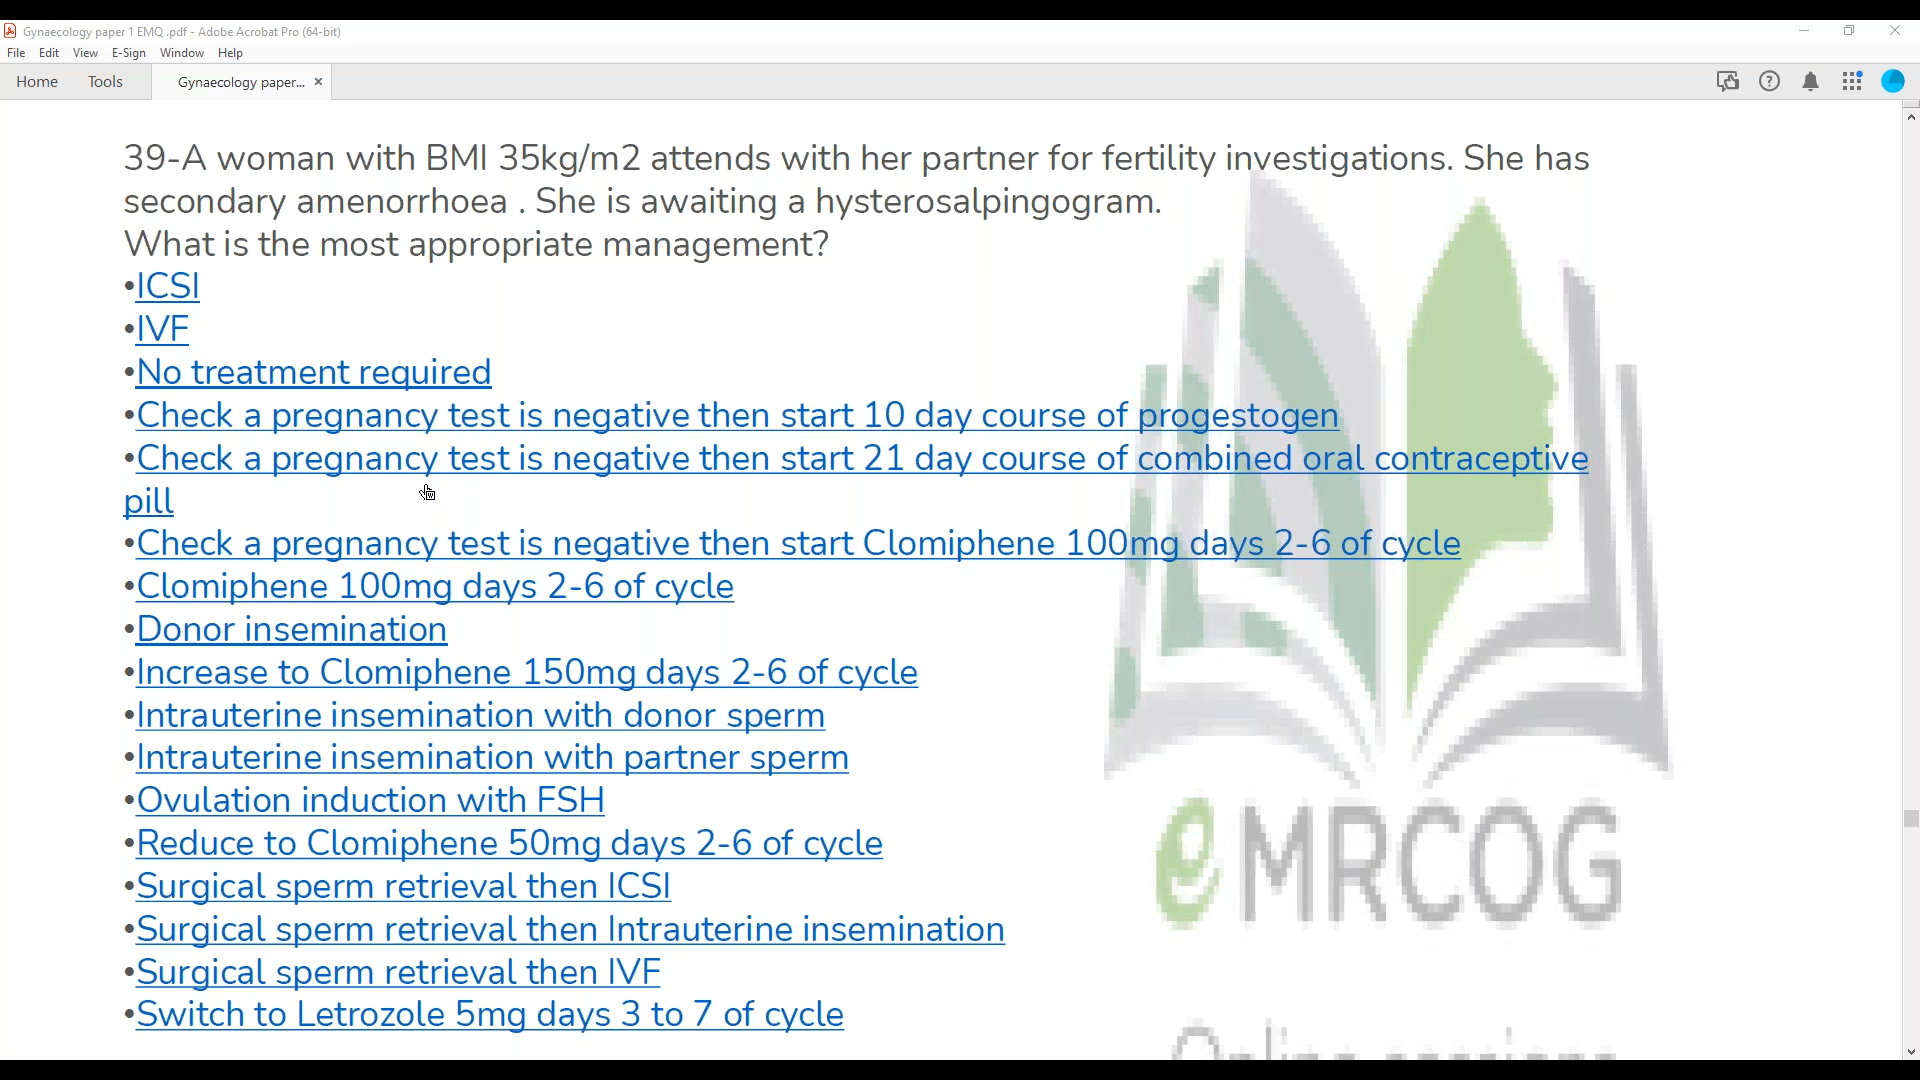 Gynaecology paper 1 EMQ .pdf - Adobe Acrobat Pro (64-bit)
File Edit View E-Sign Window Help
Home Tools Gynaecology paper...
39-A woman with BMI 35kg/m2 attends with her partner for fertility investigations. She has
secondary amenorrhoea . She is awaiting a hysterosalpingogram.
What is the most appropriate management?
•ICSI
•IVF
•No treatment required
•Check a pregnancy test is negative then start 10 day course of progestogen
•Check a pregnancy test is negative then start 21 day course of combined oral contraceptive
pill
•Check a pregnancy test is negative then start Clomiphene 100mg days 2-6 of cycle
•Clomiphene 100mg days 2-6 of cycle
•Donor insemination
•Increase to Clomiphene 150mg days 2-6 of cycle
•Intrauterine insemination with donor sperm
•Intrauterine insemination with partner sperm
•Ovulation induction with FSH
•Reduce to Clomiphene 50mg days 2-6 of cycle
•Surgical sperm retrieval then ICSI
•Surgical sperm retrieval then Intrauterine insemination
•Surgical sperm retrieval then IVF
•Switch to Letrozole 5mg days 3 to 7 of cycle
eMRCOG